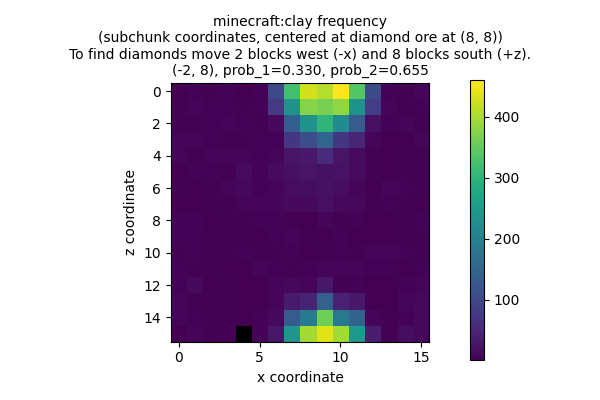 minecraft:clay frequency
(subchunk coordinates, centered at diamond ore at (8, 8))
To find diamonds move 2 blocks west (-x) and 8 blocks south (+z).
(-2, 8), prob_1=0.330, prob_2=0.655
0
2
4
6
8
10
12
14
z coordinate
0
5
10
15
x coordinate
400
300
200
100